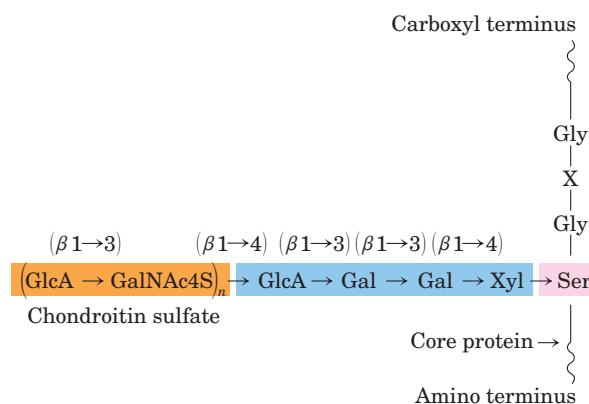 Carboxyl terminus
Gly
X
Gly
(β1→3) (β1→4) (β1→3) (β1→3) (β1→4)
(GlcA → GalNAc4S)n → GlcA → Gal → Gal → Xyl → Ser
Chondroitin sulfate
Core protein →
Amino terminus